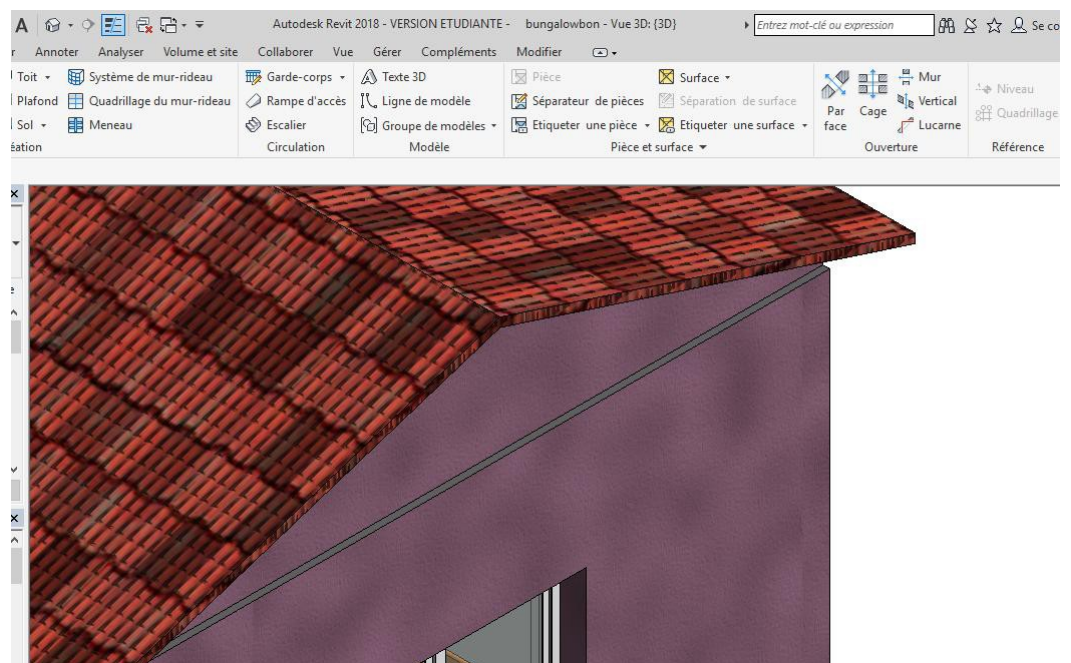 A Autodesk Revit 2018 - VERSION ETUDIANTE - bungalowbon - Vue 3D: {3D} Entrez mot-clé ou expression Se co
r Annoter Analyser Volume et site Collaborer Vue Gérer Compléments Modifier
Toit Système de mur-rideau Garde-corps Texte 3D Pièce Surface Mur
Niveau
Plafond Quadrillage du mur-rideau Rampe d'accès Ligne de modèle Séparateur de pièces Séparation de surface Par face Cage Vertical
Quadrillage
Sol Meneau Escalier Groupe de modèles Etiqueter une pièce Etiqueter une surface Lucarne
éation Circulation Modèle Pièce et surface Ouverture Référence